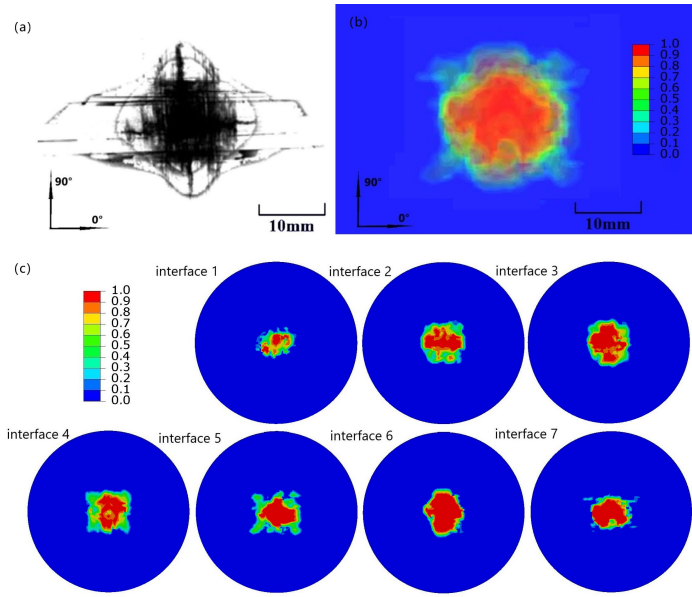 (a)
90°
0°
10mm
(b)
1.0
0.9
0.8
0.7
0.6
0.5
0.4
0.3
0.2
0.1
0.0
90°
0°
10mm
(c)
interface 1
interface 2
interface 3
1.0
0.9
0.8
0.7
0.6
0.5
0.4
0.3
0.2
0.1
0.0
interface 4
interface 5
interface 6
interface 7